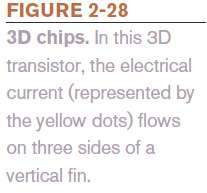 FIGURE 2-28
3D chips. In this 3D
transistor, the electrical
current (represented by
the yellow dots) flows
on three sides of a
vertical fin.